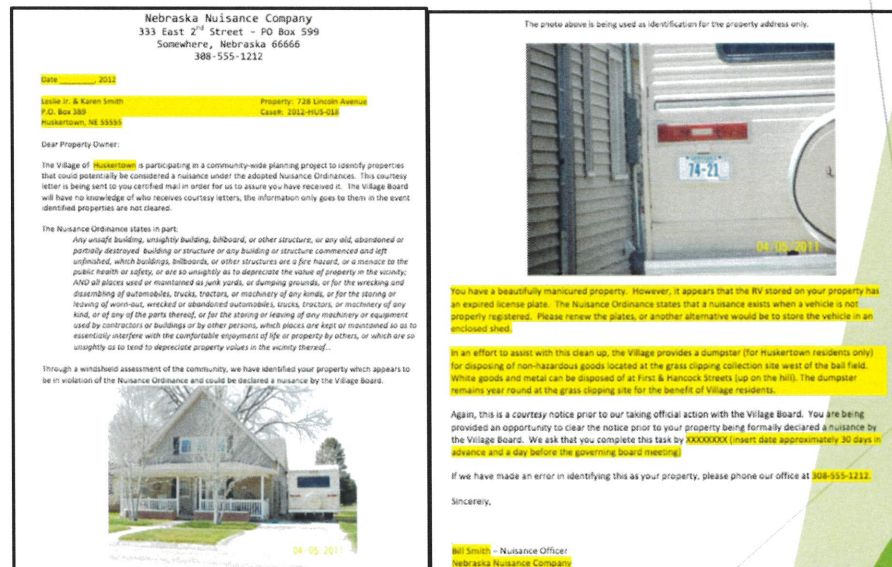 Nebraska Nuisance Company
333 East 2nd Street - PO Box 599
Somewhere, Nebraska 66666
308-555-1212
Date ________, 2012
Leslie Jr. & Karen Smith
P.O. Box 389
Huskertown, NE 55555
Property: 728 Lincoln Avenue
Case#: 2012-HUS-018
Dear Property Owner:
The Village of Huskertown is participating in a community-wide planning project to identify properties
that could potentially be considered a nuisance under the adopted Nuisance Ordinances. This courtesy
letter is being sent to you certified mail in order for us to assure you have received it. The Village Board
will have no knowledge of who receives courtesy letters, the information only goes to them in the event
identified properties are not cleared.
The Nuisance Ordinance states in part:
Any unsafe building, unsightly building, billboard, or other structure, or any old, abandoned or
partially destroyed building or structure or any building or structure commenced and left
unfinished, which buildings, billboards, or other structures are a fire hazard, or a menace to the
public health or safety, or are so unsightly as to depreciate the value of property in the vicinity;
AND all places used or maintained as junk yards, or dumping grounds, or for the wrecking and
dissembling of automobiles, trucks, tractors, or machinery of any kinds, or for the storing or
leaving of worn-out, wrecked or abandoned automobiles, trucks, tractors, or machinery of any
kind, or of any of the parts thereof, or for the storing or leaving of any machinery or equipment
used by contractors or buildings or by other persons, which places are kept or maintained so as to
essentially interfere with the comfortable enjoyment of life or property by others, or which are so
unsightly as to tend to depreciate property values in the vicinity thereof...
Through a windshield assessment of the community, we have identified your property which appears to
be in violation of the Nuisance Ordinance and could be declared a nuisance by the Village Board.
04 05 2011
The photo above is being used as identification for the property address only.
74-21
04 05 2011
You have a beautifully manicured property. However, it appears that the RV stored on your property has
an expired license plate. The Nuisance Ordinance states that a nuisance exists when a vehicle is not
properly registered. Please renew the plates, or another alternative would be to store the vehicle in an
enclosed shed.
In an effort to assist with this clean up, the Village provides a dumpster (for Huskertown residents only)
for disposing of non-hazardous goods located at the grass clipping collection site west of the ball field.
White goods and metal can be disposed of at First & Hancock Streets (up on the hill). The dumpster
remains year round at the grass clipping site for the benefit of Village residents.
Again, this is a courtesy notice prior to our taking official action with the Village Board. You are being
provided an opportunity to clear the notice prior to your property being formally declared a nuisance by
the Village Board. We ask that you complete this task by XXXXXXXX (insert date approximately 30 days in
advance and a day before the governing board meeting)
If we have made an error in identifying this as your property, please phone our office at 308-555-1212.
Sincerely,
Bill Smith – Nuisance Officer
Nebraska Nuisance Company